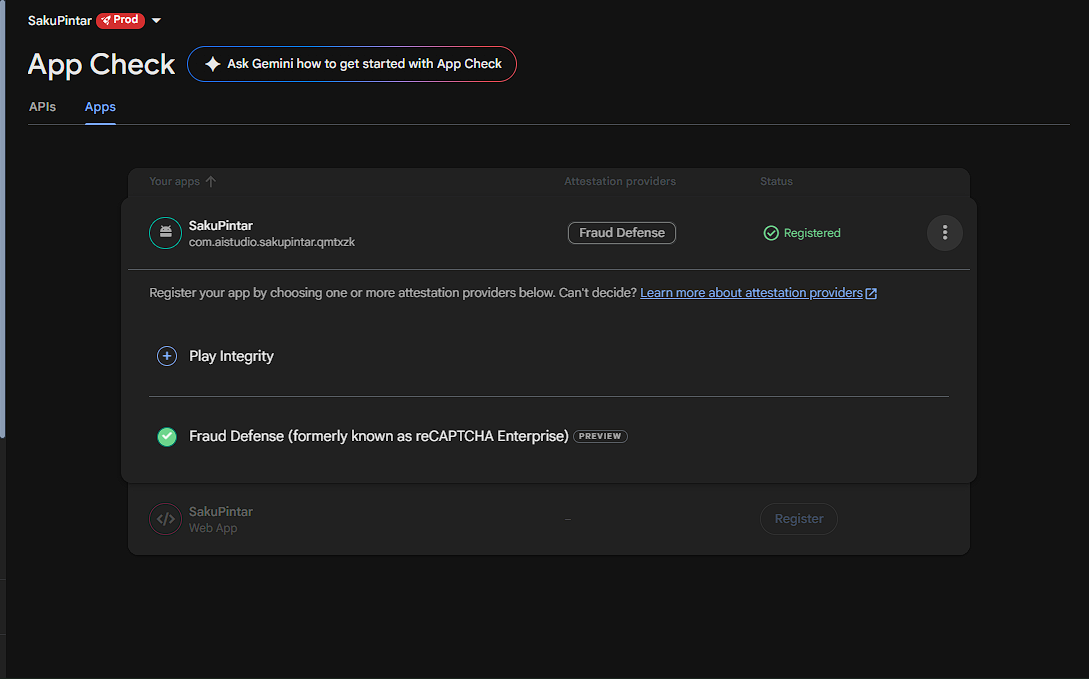 SakuPintar Prod
App Check
Ask Gemini how to get started with App Check
APIs Apps
Your apps Attestation providers Status
SakuPintar
com.aistudio.sakupintar.qmtxzk
Fraud Defense
Registered
Register your app by choosing one or more attestation providers below. Can't decide? Learn more about attestation providers
Play Integrity
Fraud Defense (formerly known as reCAPTCHA Enterprise) PREVIEW
SakuPintar
Web App
–
Register